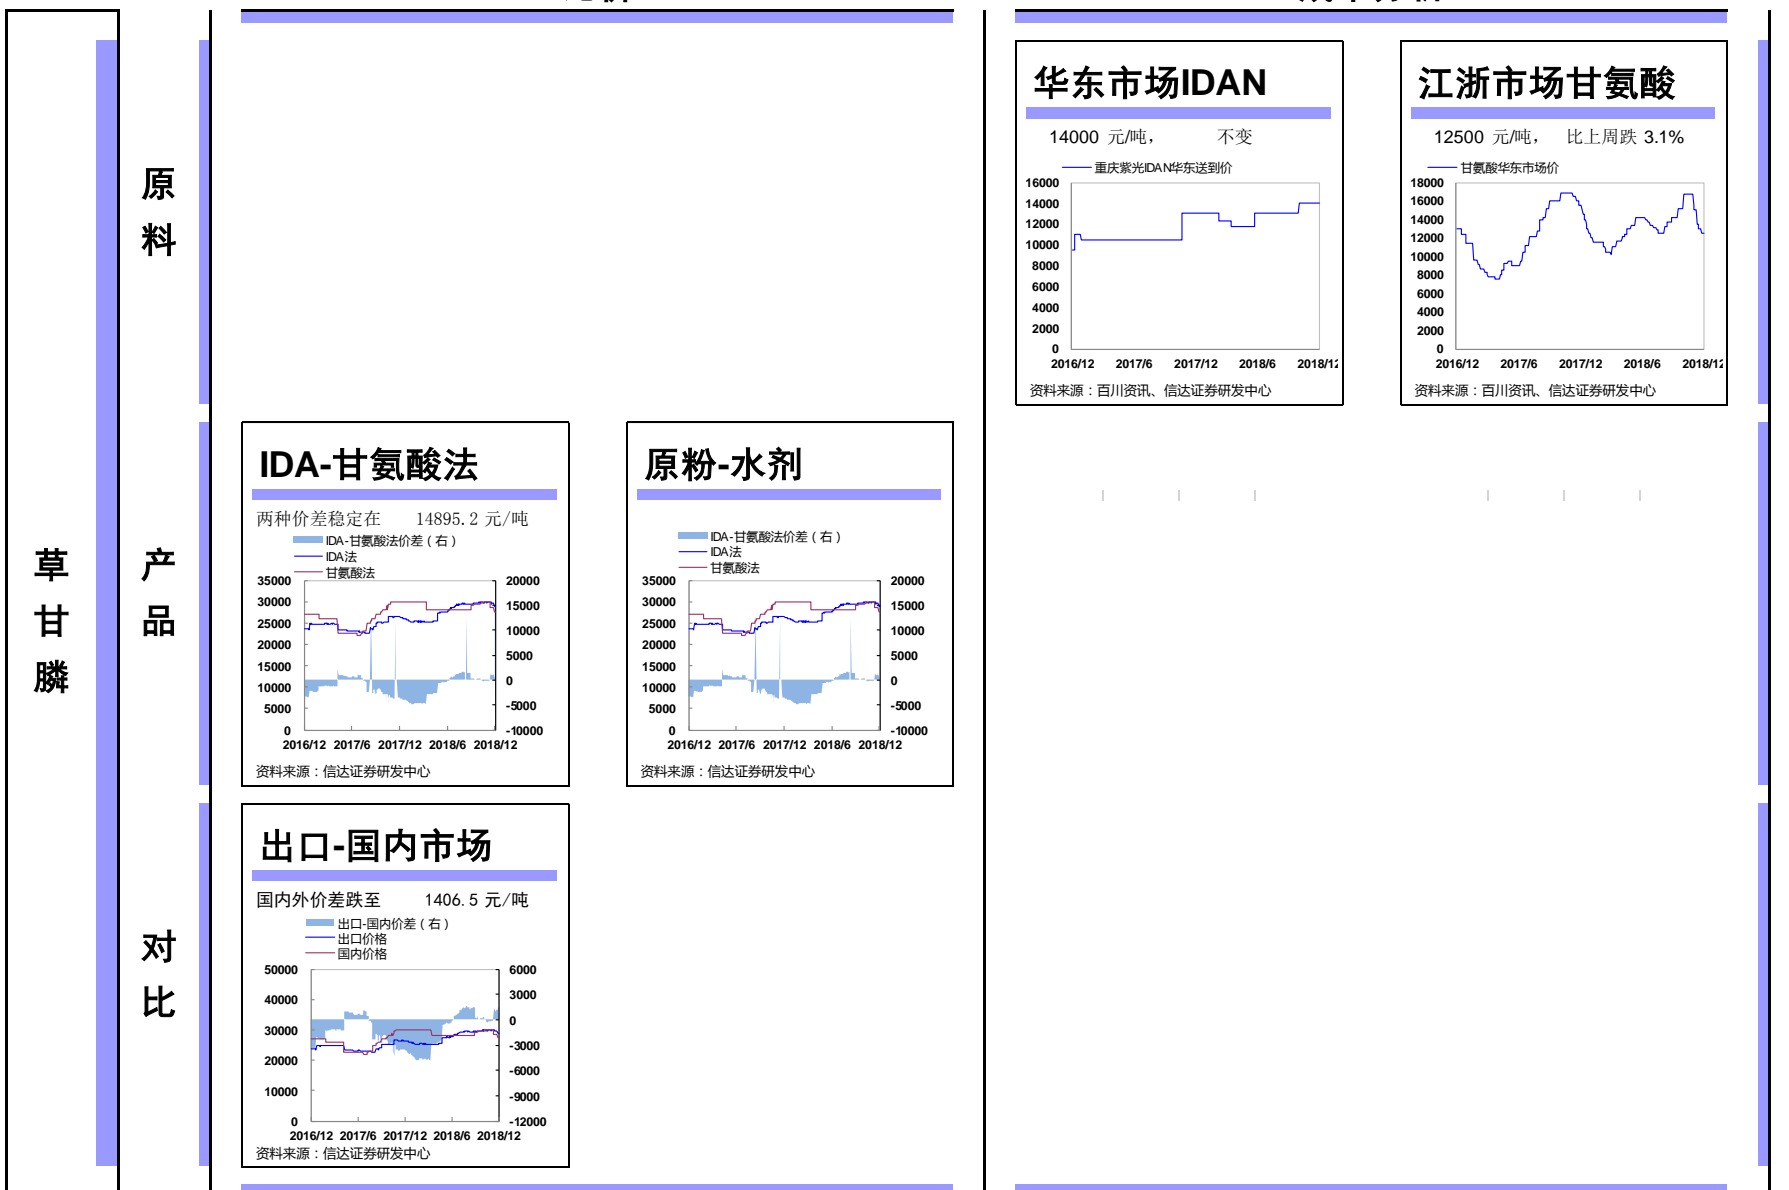 草
甘
膦
原
料
产
品
对
比
华东市场IDAN
14000 元/吨， 不变
重庆紫光IDAN华东送到价
16000
14000
12000
10000
8000
6000
4000
2000
0
2016/12 2017/6 2017/12 2018/6 2018/12
资料来源：百川资讯、信达证券研发中心
江浙市场甘氨酸
12500 元/吨， 比上周跌 3.1%
甘氨酸华东市场价
18000
16000
14000
12000
10000
8000
6000
4000
2000
0
2016/12 2017/6 2017/12 2018/6 2018/12
资料来源：百川资讯、信达证券研发中心
IDA-甘氨酸法
两种价差稳定在 14895.2 元/吨
IDA-甘氨酸法价差（右）
IDA法
甘氨酸法
35000 20000
30000 15000
25000 10000
20000 5000
15000 0
10000 -5000
5000 -10000
0
2016/12 2017/6 2017/12 2018/6 2018/12
资料来源：信达证券研发中心
原粉-水剂
IDA-甘氨酸法价差（右）
IDA法
甘氨酸法
35000 20000
30000 15000
25000 10000
20000 5000
15000 0
10000 -5000
5000 -10000
0
2016/12 2017/6 2017/12 2018/6 2018/12
资料来源：信达证券研发中心
出口-国内市场
国内外价差跌至 1406.5 元/吨
出口-国内价差（右）
出口价格
国内价格
50000 6000
40000 3000
30000 0
20000 -3000
10000 -6000
0 -9000
-12000
2016/12 2017/6 2017/12 2018/6 2018/12
资料来源：信达证券研发中心